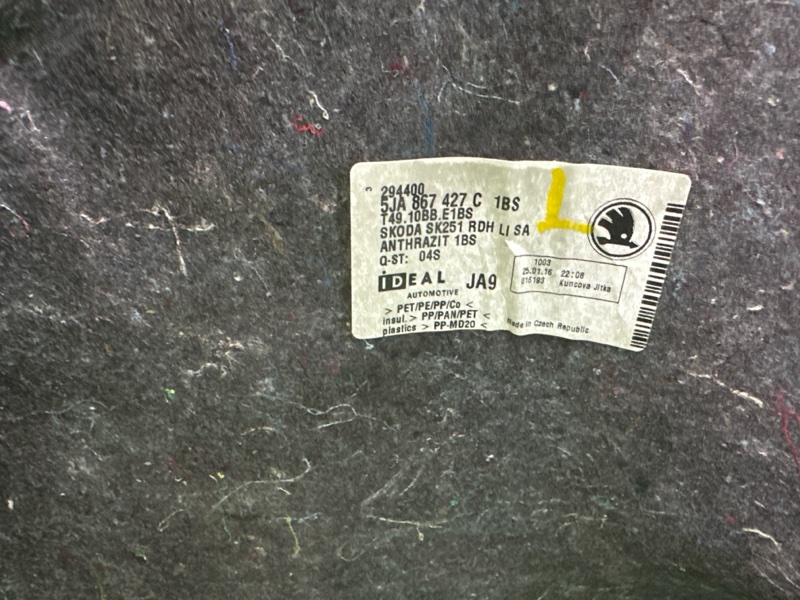 294400
5JA 867 427 C 1BS
T49.10BB.E1BS
SKODA SK251 RDH LI SA
ANTHRAZIT 1BS
Q-ST: 04S
L
IDEAL JA9
AUTOMOTIVE
1003
25.01.16 22:08
Kuncova Jitka
> PET/PE/PP/Co <
insul. > PP/PAN/PET <
plastics > PP-MD20 <
Made in Czech Republic